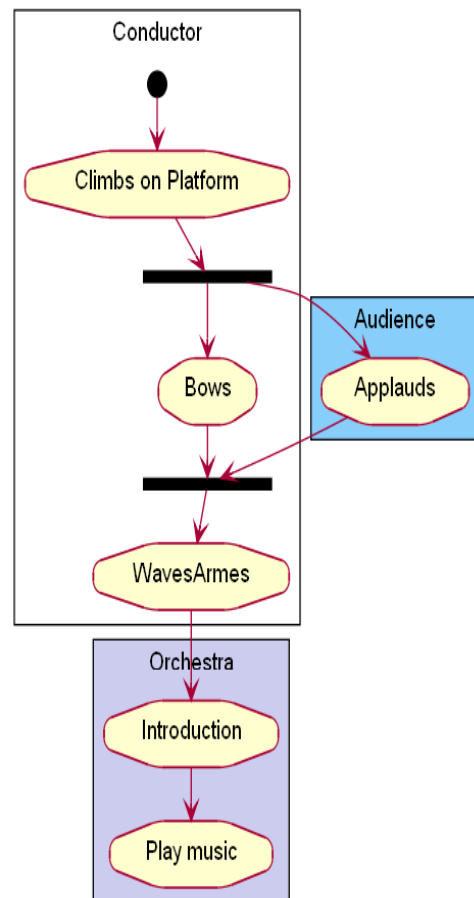 Conductor
Climbs on Platform
Audience
Bows
Applauds
WavesArmes
Orchestra
Introduction
Play music